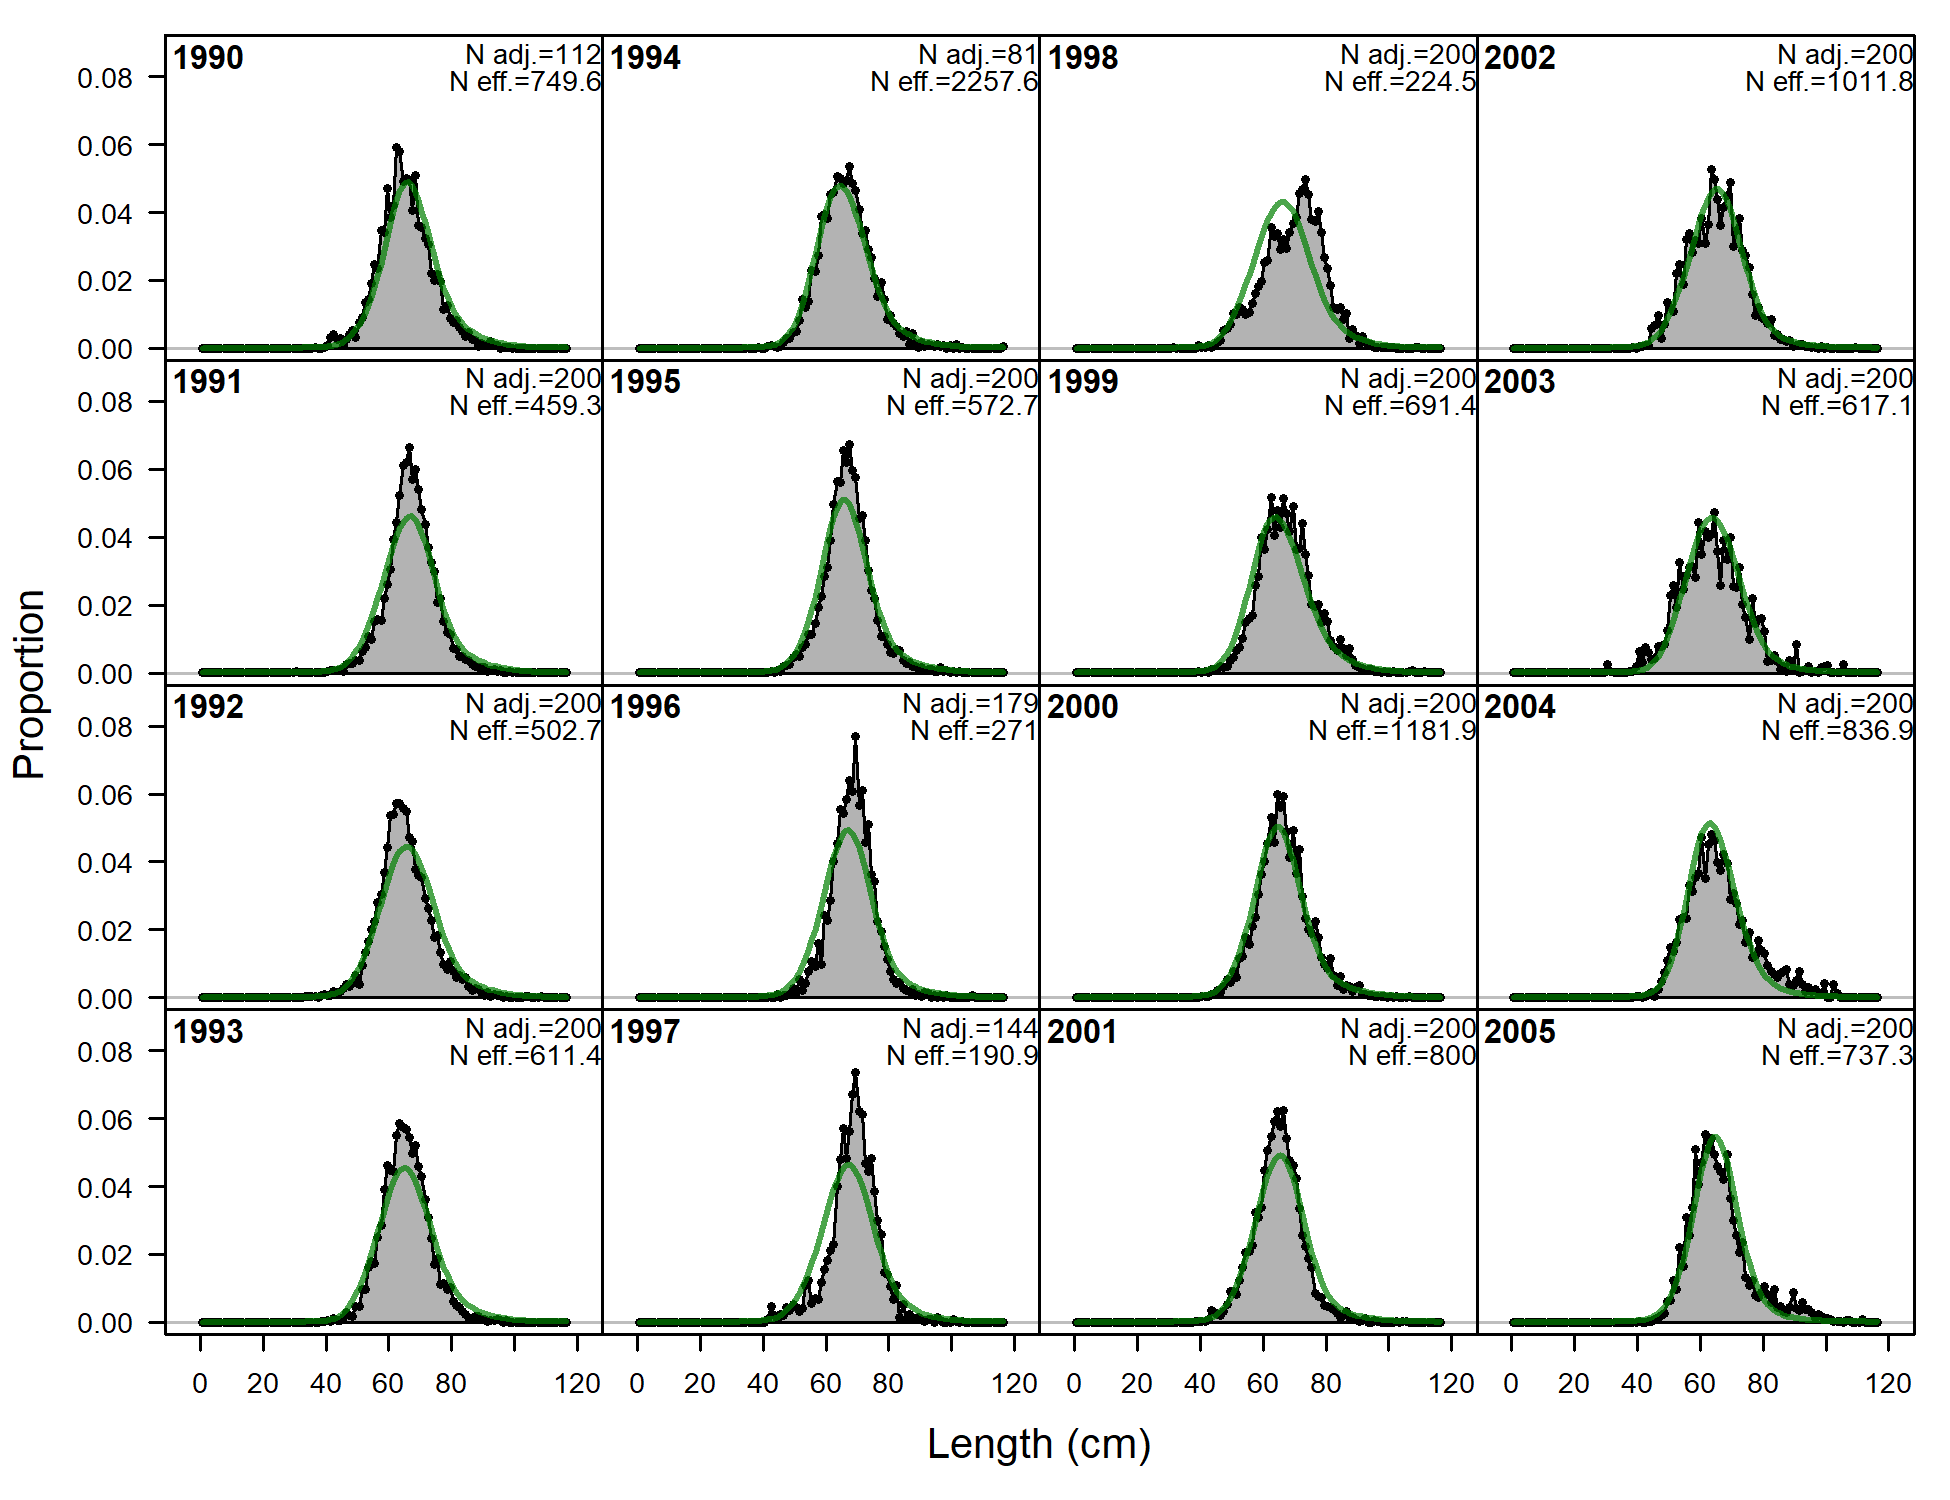 1990
N adj.=112
N eff.=749.6
1994
N adj.=81
N eff.=2257.6
1998
N adj.=200
N eff.=224.5
2002
N adj.=200
N eff.=1011.8
0.08
0.06
0.04
0.02
0.00
1991
N adj.=200
N eff.=459.3
1995
N adj.=200
N eff.=572.7
1999
N adj.=200
N eff.=691.4
2003
N adj.=200
N eff.=617.1
0.08
0.06
0.04
0.02
0.00
1992
N adj.=200
N eff.=502.7
1996
N adj.=179
N eff.=271
2000
N adj.=200
N eff.=1181.9
2004
N adj.=200
N eff.=836.9
0.08
0.06
0.04
0.02
0.00
1993
N adj.=200
N eff.=611.4
1997
N adj.=144
N eff.=190.9
2001
N adj.=200
N eff.=800
2005
N adj.=200
N eff.=737.3
0.08
0.06
0.04
0.02
0.00
0 20 40 60 80 120 0 20 40 60 80 120 0 20 40 60 80 120 0 20 40 60 80 120
Length (cm)
Proportion